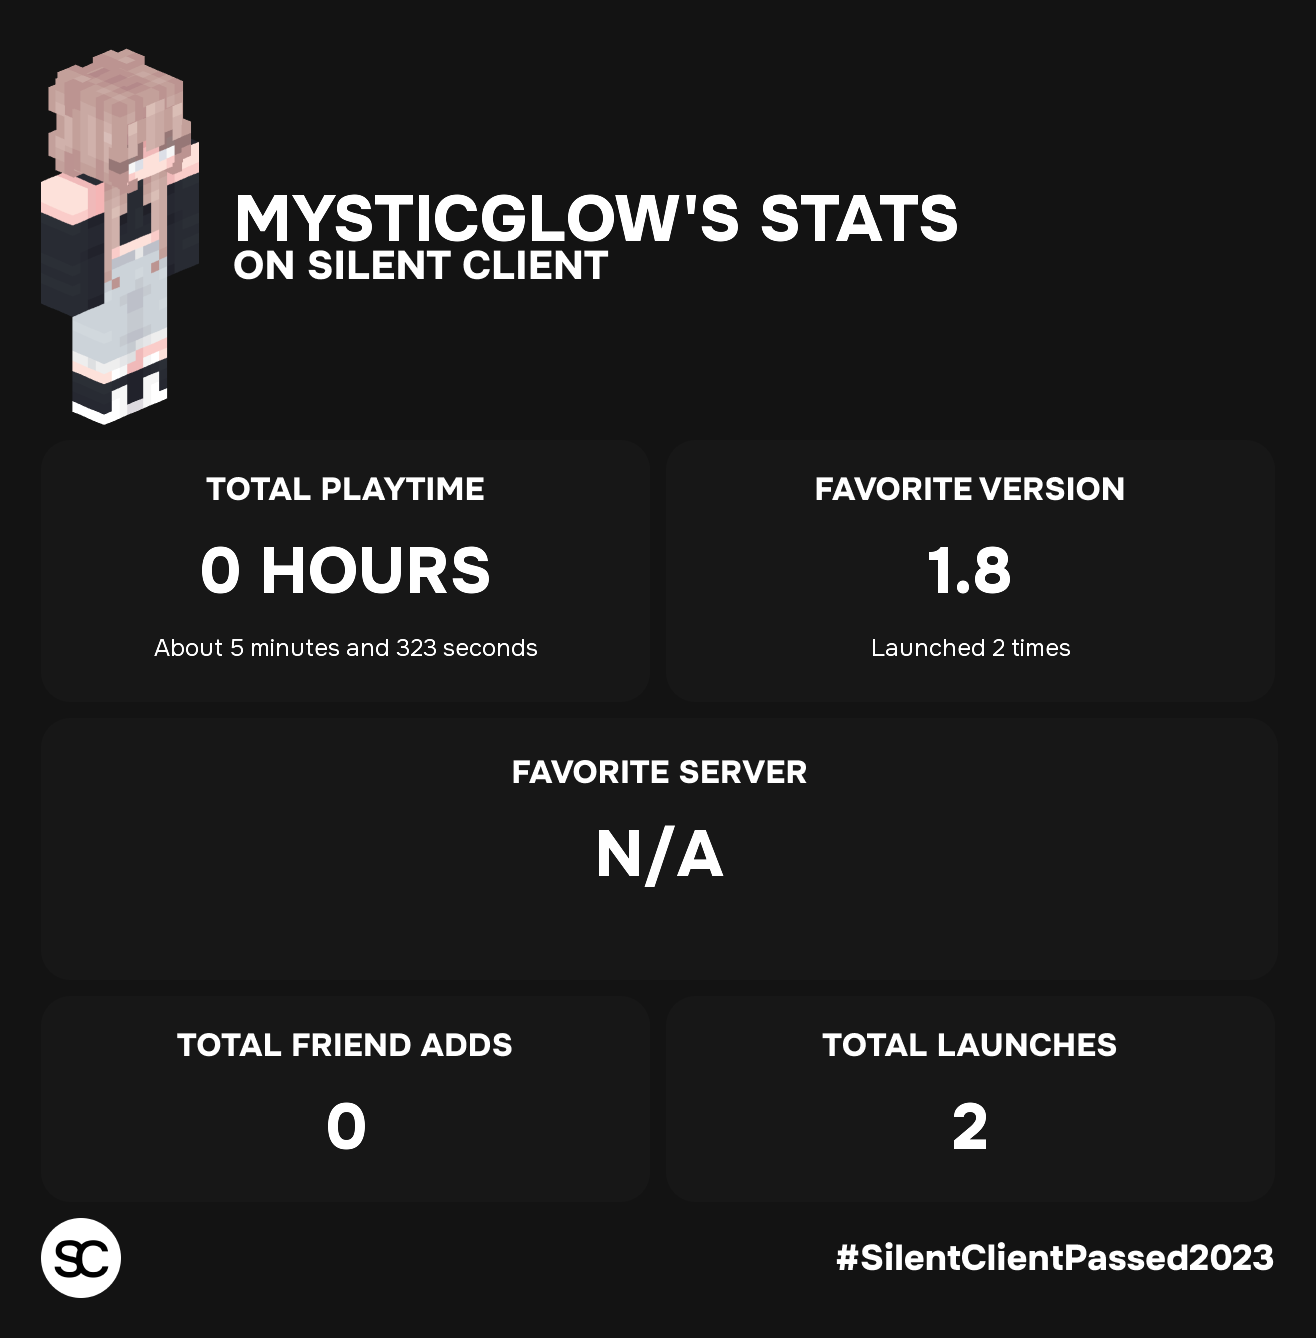 MYSTICGLOW'S STATS
ON SILENT CLIENT
TOTAL PLAYTIME
0 HOURS
About 5 minutes and 323 seconds
FAVORITE VERSION
1.8
Launched 2 times
FAVORITE SERVER
N/A
TOTAL FRIEND ADDS
0
TOTAL LAUNCHES
2
SC
#SilentClientPassed2023